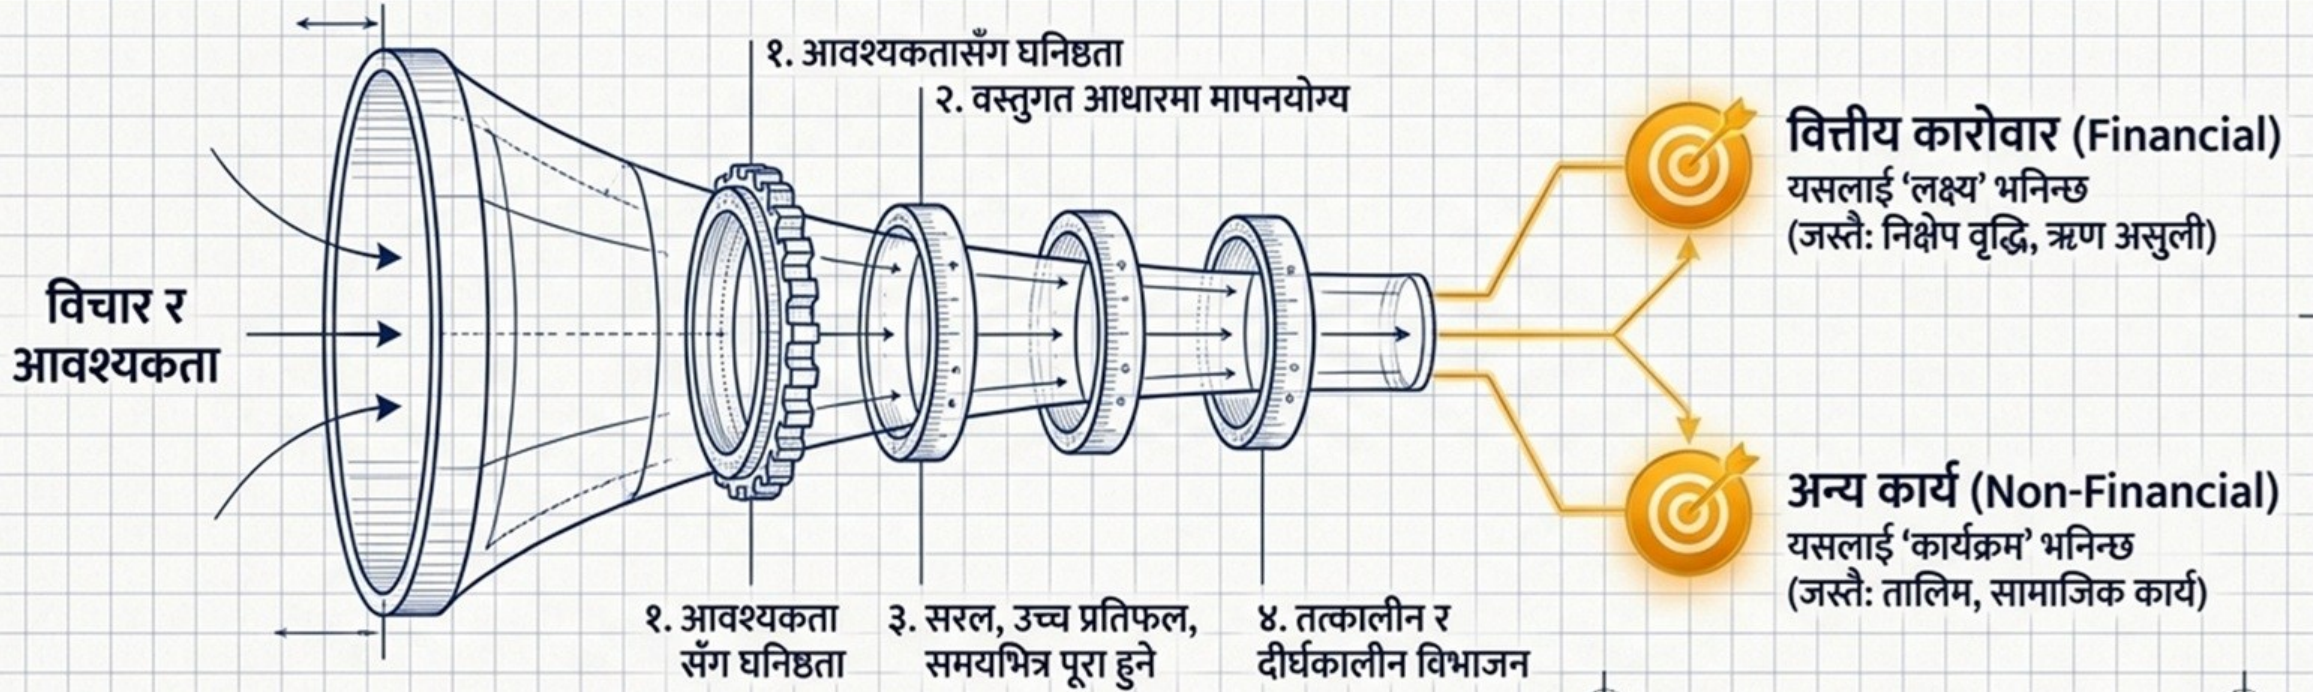 १. आवश्यकतासँग घनिष्ठता
२. वस्तुगत आधारमा मापनयोग्य
विचार र
आवश्यकता
वित्तीय कारोवार (Financial)
यसलाई ‘लक्ष्य’ भनिन्छ
(जस्तै: निक्षेप वृद्धि, ऋण असुली)
अन्य कार्य (Non-Financial)
यसलाई ‘कार्यक्रम’ भनिन्छ
(जस्तै: तालिम, सामाजिक कार्य)
१. आवश्यकता
सँग घनिष्ठता
३. सरल, उच्च प्रतिफल,
समयभित्र पूरा हुने
४. तत्कालीन र
दीर्घकालीन विभाजन